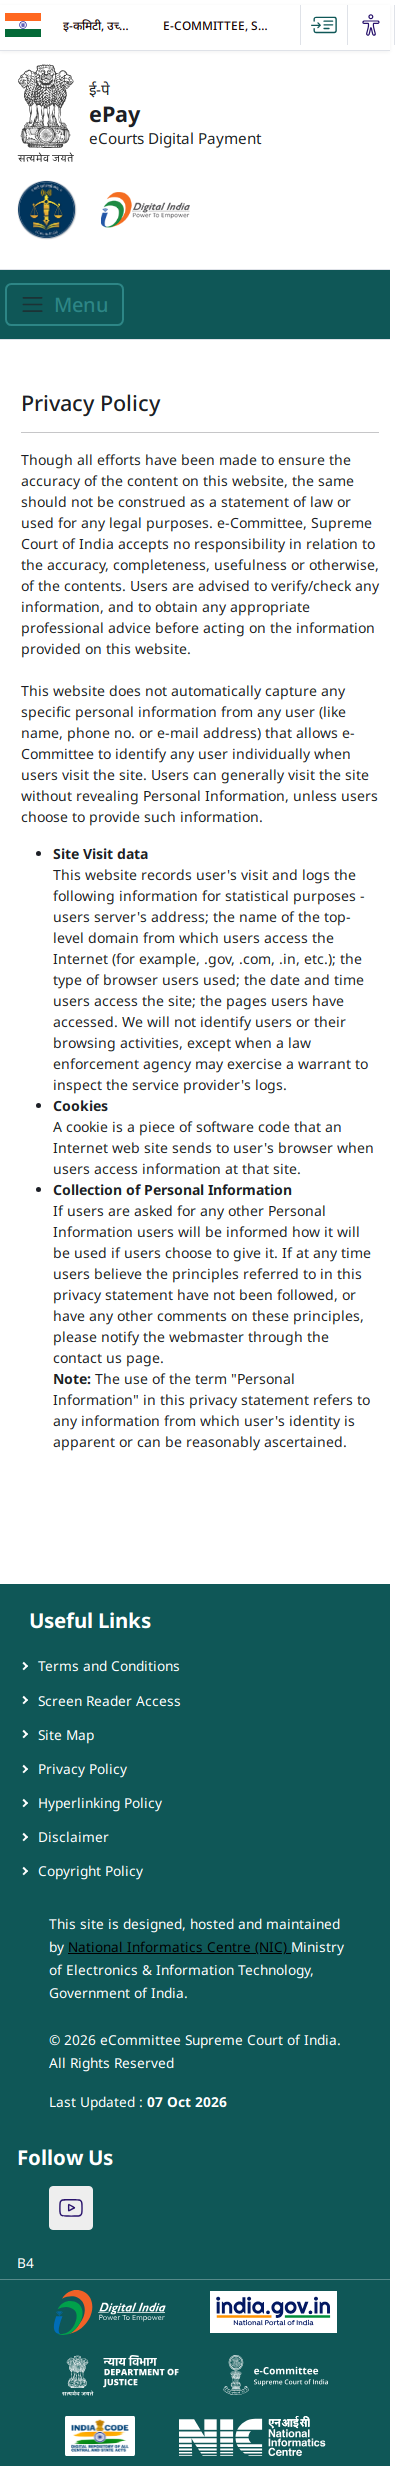 इ-कमिटी, उच्... E-COMMITTEE, S...
सत्यमेव जयते
ई-पे
ePay
eCourts Digital Payment
Digital India
Power To Empower
Menu
Privacy Policy
Though all efforts have been made to ensure the
accuracy of the content on this website, the same
should not be construed as a statement of law or
used for any legal purposes. e-Committee, Supreme
Court of India accepts no responsibility in relation to
the accuracy, completeness, usefulness or otherwise,
of the contents. Users are advised to verify/check any
information, and to obtain any appropriate
professional advice before acting on the information
provided on this website.
This website does not automatically capture any
specific personal information from any user (like
name, phone no. or e-mail address) that allows e-
Committee to identify any user individually when
users visit the site. Users can generally visit the site
without revealing Personal Information, unless users
choose to provide such information.
• Site Visit data
This website records user's visit and logs the
following information for statistical purposes -
users server's address; the name of the top-
level domain from which users access the
Internet (for example, .gov, .com, .in, etc.); the
type of browser users used; the date and time
users access the site; the pages users have
accessed. We will not identify users or their
browsing activities, except when a law
enforcement agency may exercise a warrant to
inspect the service provider's logs.
• Cookies
A cookie is a piece of software code that an
Internet web site sends to user's browser when
users access information at that site.
• Collection of Personal Information
If users are asked for any other Personal
Information users will be informed how it will
be used if users choose to give it. If at any time
users believe the principles referred to in this
privacy statement have not been followed, or
have any other comments on these principles,
please notify the webmaster through the
contact us page.
Note: The use of the term "Personal
Information" in this privacy statement refers to
any information from which user's identity is
apparent or can be reasonably ascertained.
Useful Links
Terms and Conditions
Screen Reader Access
Site Map
Privacy Policy
Hyperlinking Policy
Disclaimer
Copyright Policy
This site is designed, hosted and maintained
by National Informatics Centre (NIC) Ministry
of Electronics & Information Technology,
Government of India.
© 2026 eCommittee Supreme Court of India.
All Rights Reserved
Last Updated : 07 Oct 2026
Follow Us
B4
Digital India
Power To Empower
india.gov.in
National Portal of India
सत्यमेव जयते
न्याय विभाग
DEPARTMENT OF
JUSTICE
e-Committee
Supreme Court of India
INDIA CODE
DIGITAL REPOSITORY OF ALL
CENTRAL AND STATE ACTS
NIC
एनआईसी
National
Informatics
Centre